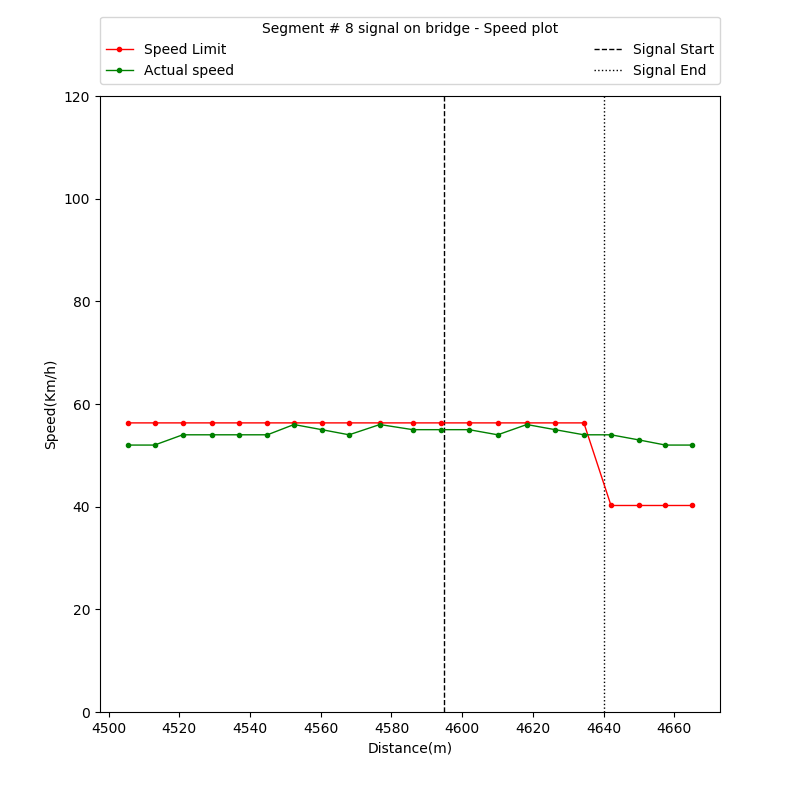 Segment # 8 signal on bridge - Speed plot
Speed Limit
Actual speed
Signal Start
Signal End
120
100
80
60
40
20
0
Speed(Km/h)
4500 4520 4540 4560 4580 4600 4620 4640 4660
Distance(m)